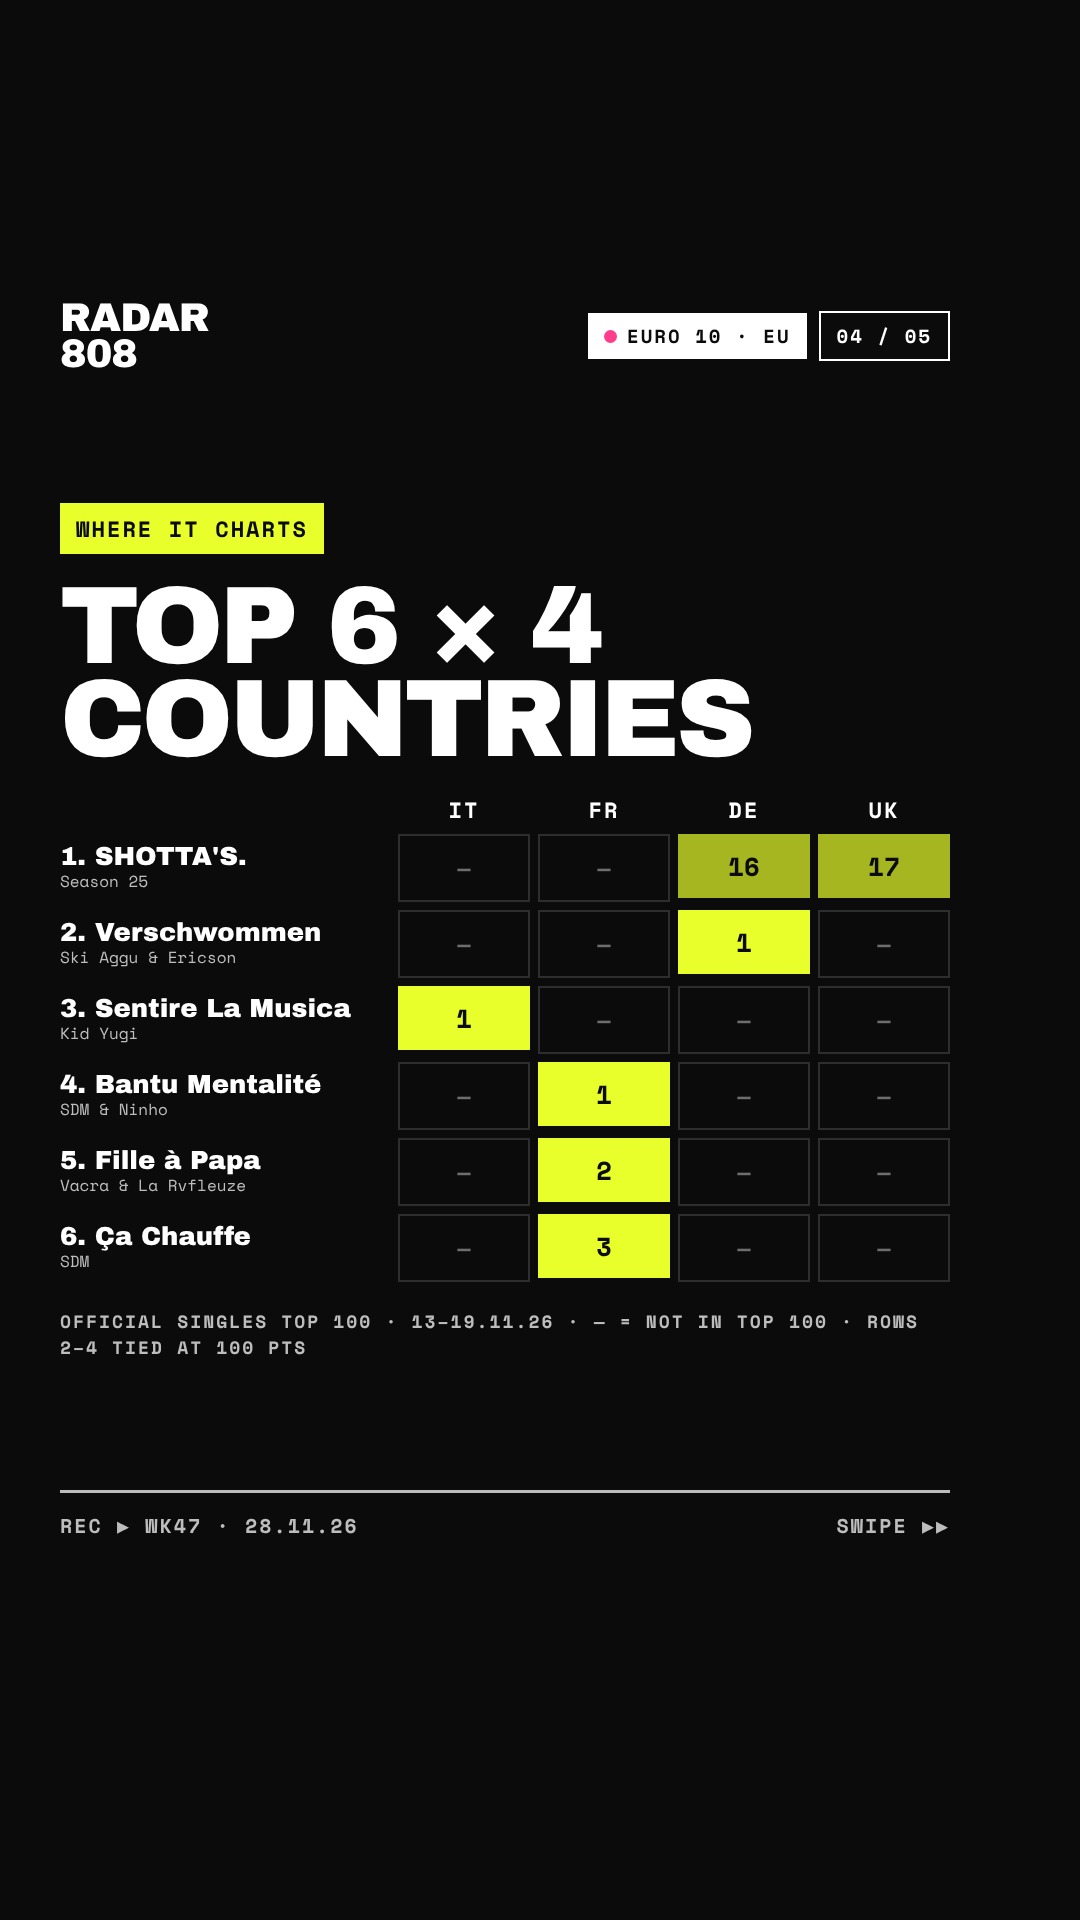 RADAR
808
EURO 10 · EU
04 / 05
WHERE IT CHARTS
TOP 6 × 4
COUNTRIES
IT FR DE UK
1. SHOTTA'S. – – 16 17
Season 25
2. Verschwommen – – 1 –
Ski Aggu & Ericson
3. Sentire La Musica 1 – – –
Kid Yugi
4. Bantu Mentalité – 1 – –
SDM & Ninho
5. Fille à Papa – 2 – –
Vacra & La Rvfleuze
6. Ça Chauffe – 3 – –
SDM
OFFICIAL SINGLES TOP 100 · 13–19.11.26 · – = NOT IN TOP 100 · ROWS
2–4 TIED AT 100 PTS
REC ▶ WK47 · 28.11.26
SWIPE ▶▶